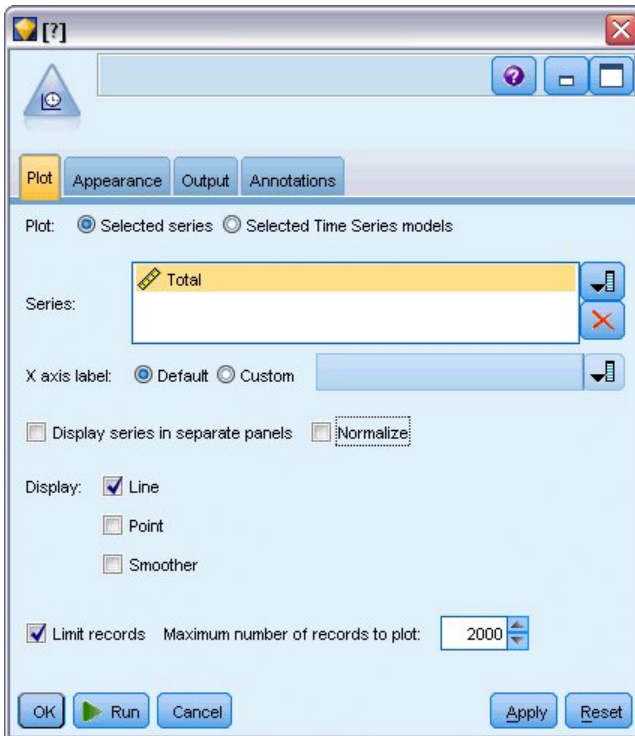 [?]
Plot Appearance Output Annotations
Plot: Selected series Selected Time Series models
Series: Total
X axis label: Default Custom
Display series in separate panels Normalize
Display: Line
Point
Smoother
Limit records Maximum number of records to plot: 2000
OK Run Cancel Apply Reset